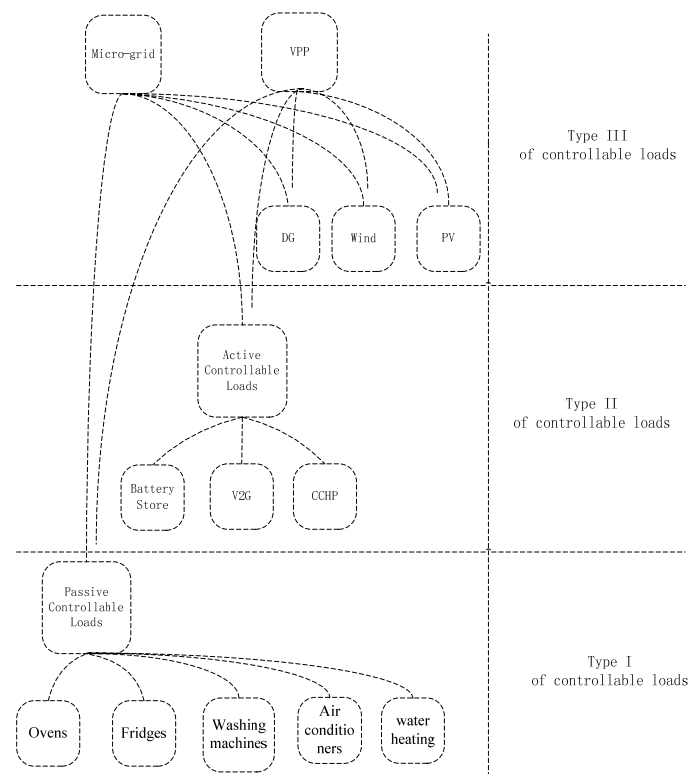 Micro-grid
VPP
Type III
of controllable loads
DG
Wind
PV
Active
Controllable
Loads
Type II
of controllable loads
Battery
Store
V2G
CCHP
Passive
Controllable
Loads
Type I
of controllable loads
Ovens
Fridges
Washing
machines
Air
conditio
ners
water
heating